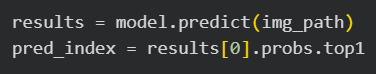 results = model.predict(img_path)
pred_index = results[0].probs.top1